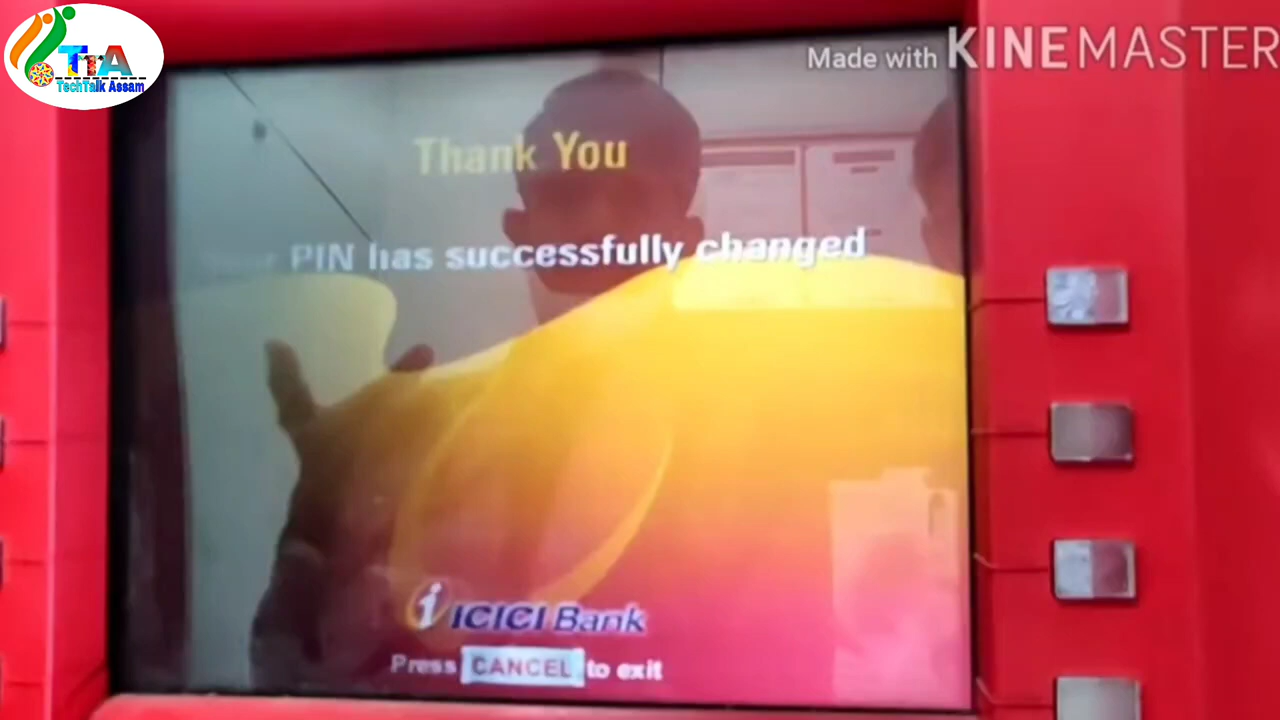 TTA
TechTalk Assam
Made with KINEMASTER
Thank You
PIN has successfully changed
i ICICI Bank
Press CANCEL to exit